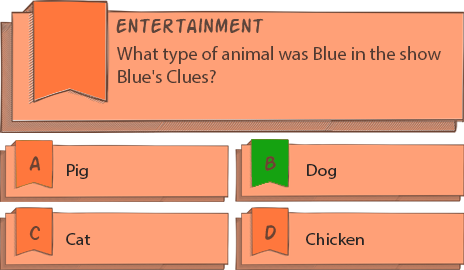 ENTERTAINMENT
What type of animal was Blue in the show
Blue's Clues?
A Pig
B Dog
C Cat
D Chicken